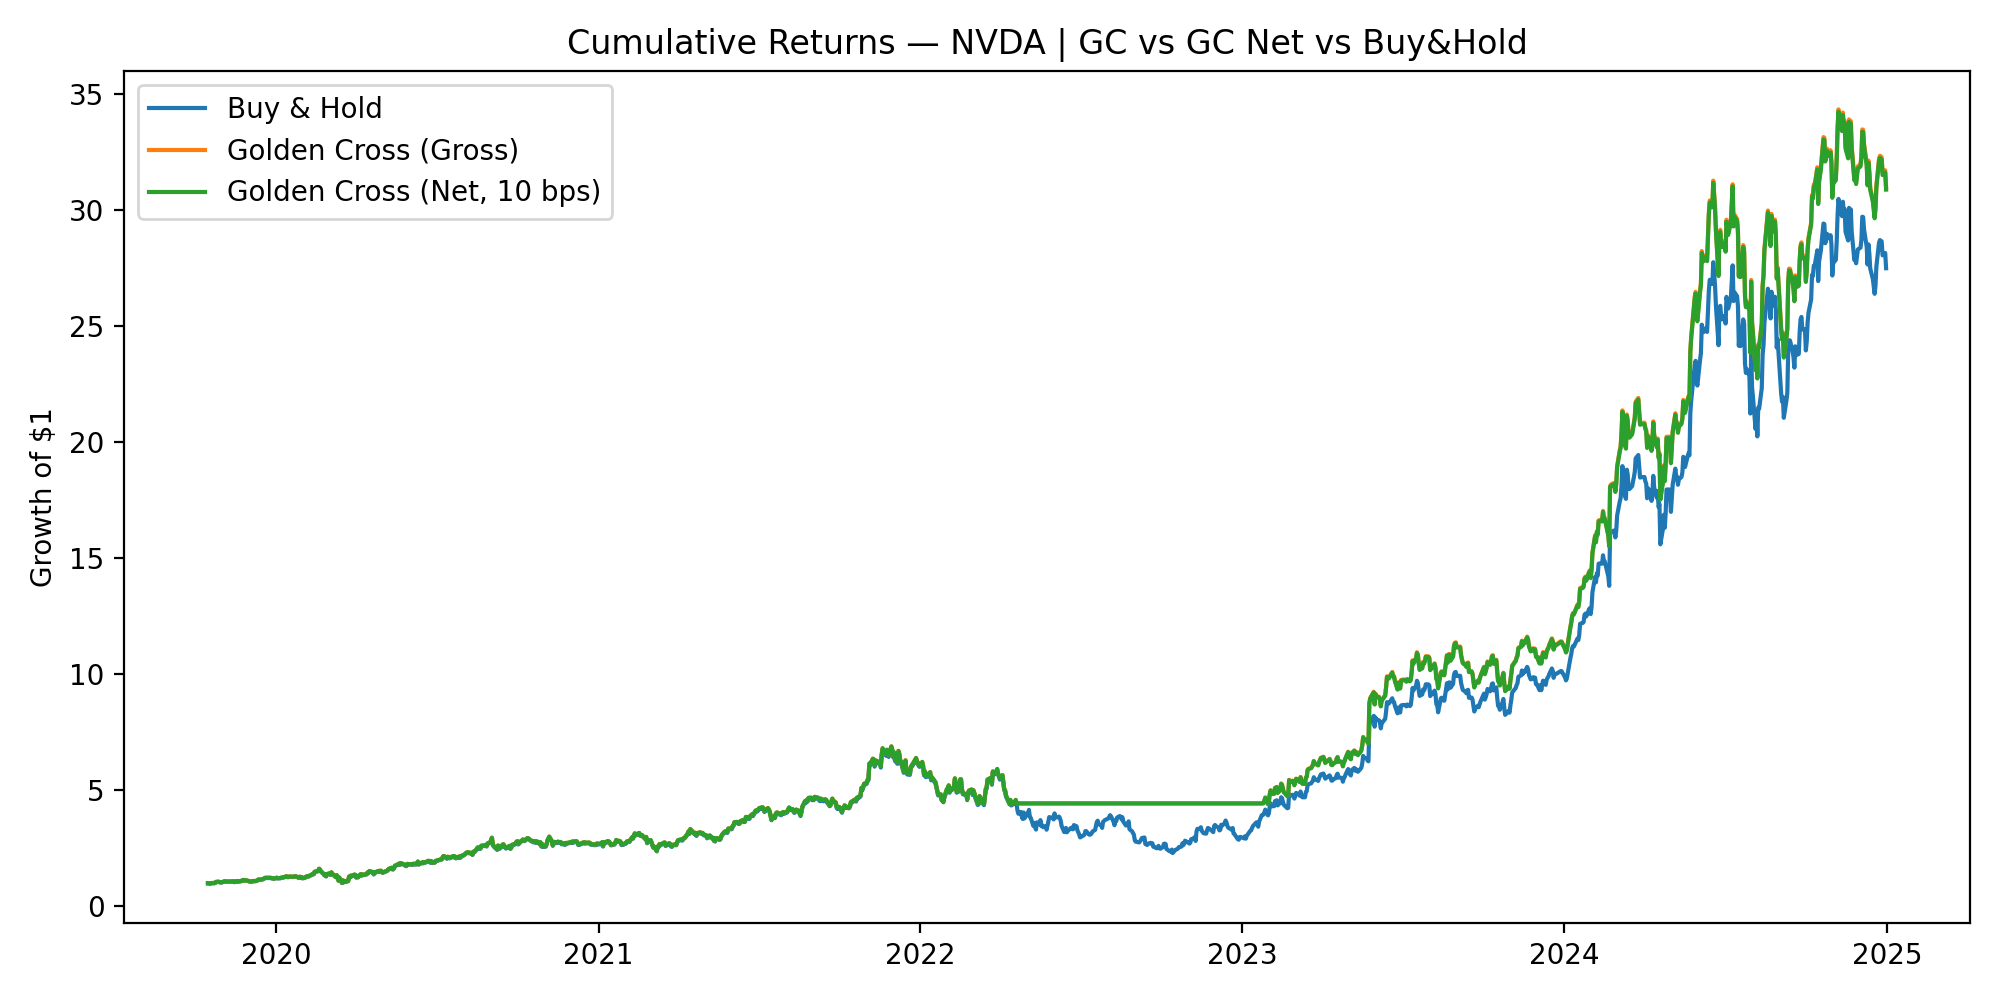 Cumulative Returns — NVDA | GC vs GC Net vs Buy&Hold
Buy & Hold
Golden Cross (Gross)
Golden Cross (Net, 10 bps)
Growth of $1
35
30
25
20
15
10
5
0
2020
2021
2022
2023
2024
2025